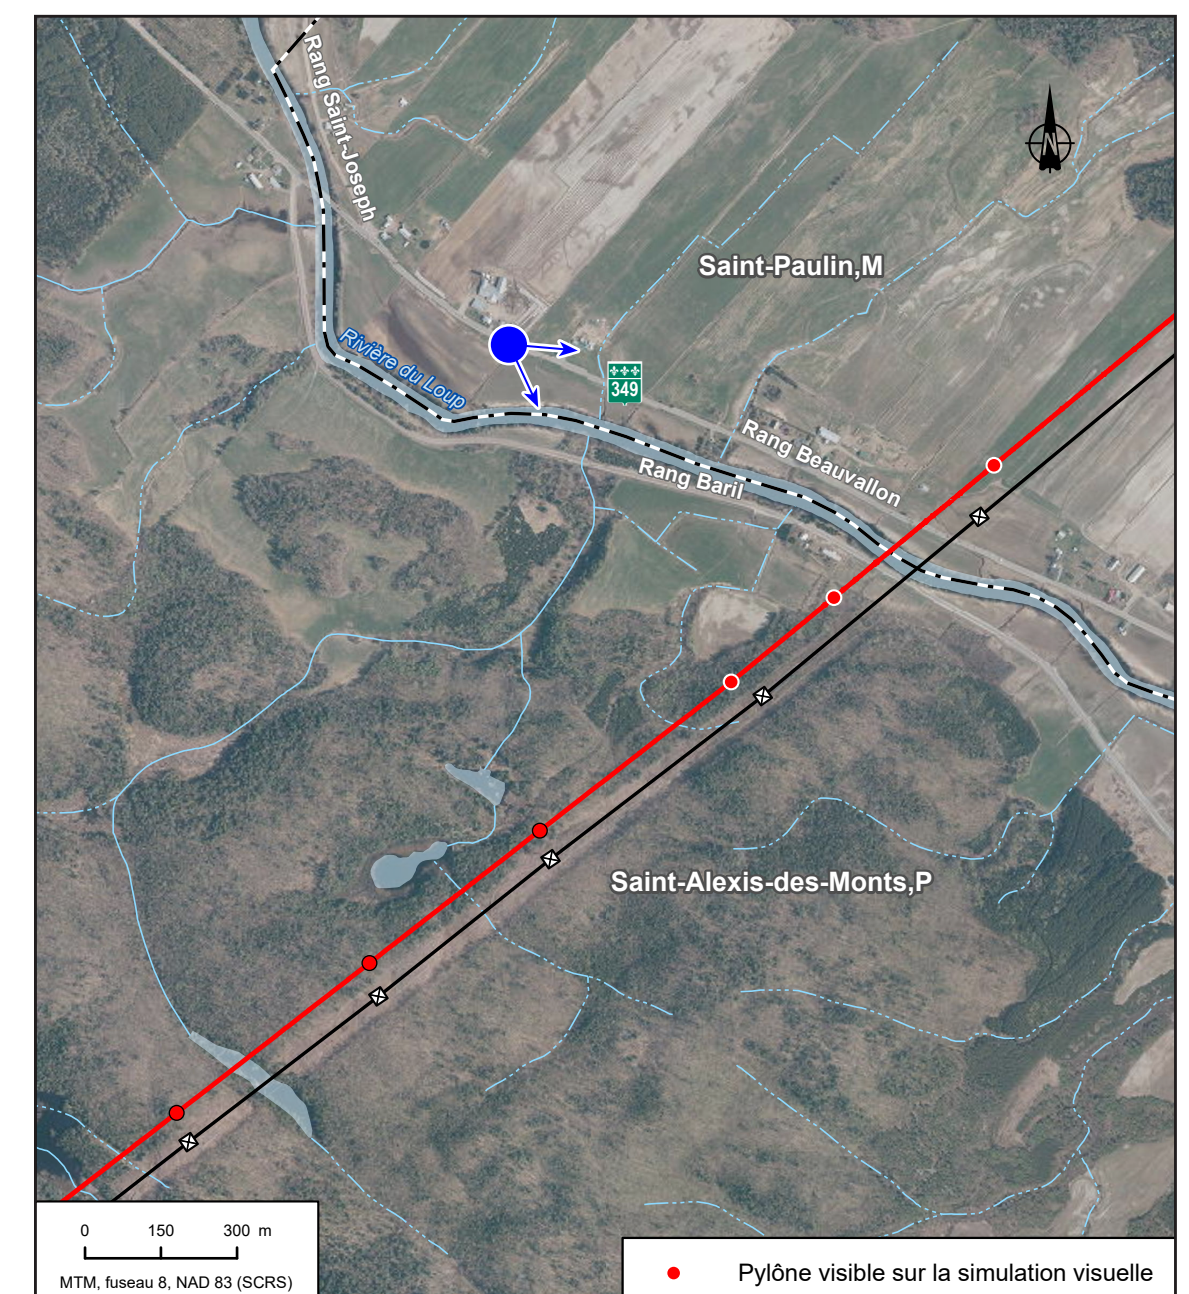 Rang Saint-Joseph
N
Saint-Paulin,M
Rivière du Loup
349
Rang Beauvallon
Rang Baril
Saint-Alexis-des-Monts,P
0 150 300 m
MTM, fuseau 8, NAD 83 (SCRS)
Pylône visible sur la simulation visuelle